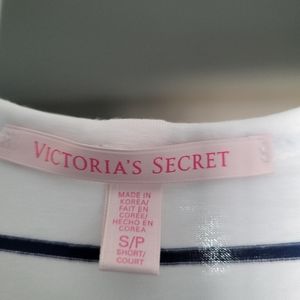 VICTORIA'S SECRET
MADE IN
KOREA/
FAIT EN
COREE/
HECHO EN
COREA
S/P
SHORT/
COURT